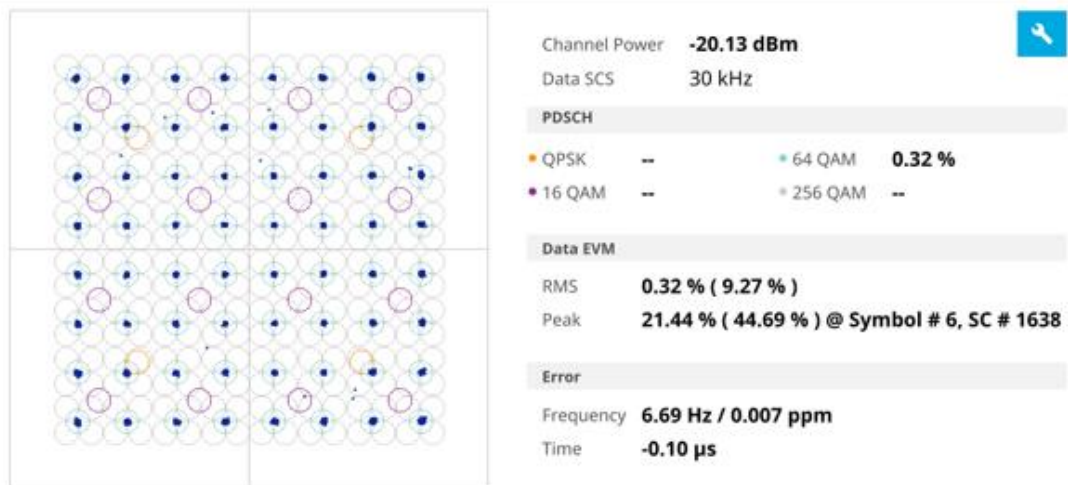 Channel Power -20.13 dBm
Data SCS 30 kHz
PDSCH
QPSK -- 64 QAM 0.32 %
16 QAM -- 256 QAM --
Data EVM
RMS 0.32 % ( 9.27 % )
Peak 21.44 % ( 44.69 % ) @ Symbol # 6, SC # 1638
Error
Frequency 6.69 Hz / 0.007 ppm
Time -0.10 µs